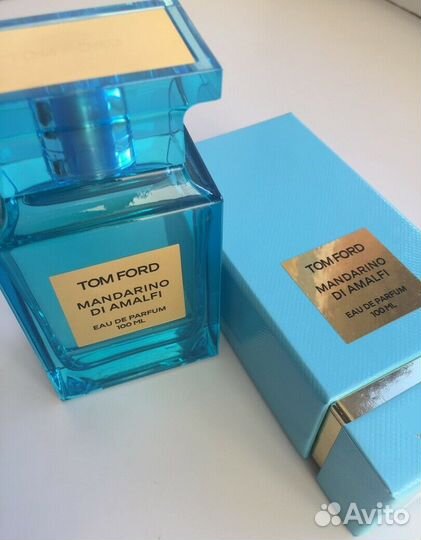 TOM FORD
MANDARINO
DI AMALFI
EAU DE PARFUM
100 ML
TOM FORD
MANDARINO
DI AMALFI
EAU DE PARFUM
100 ML
Avito